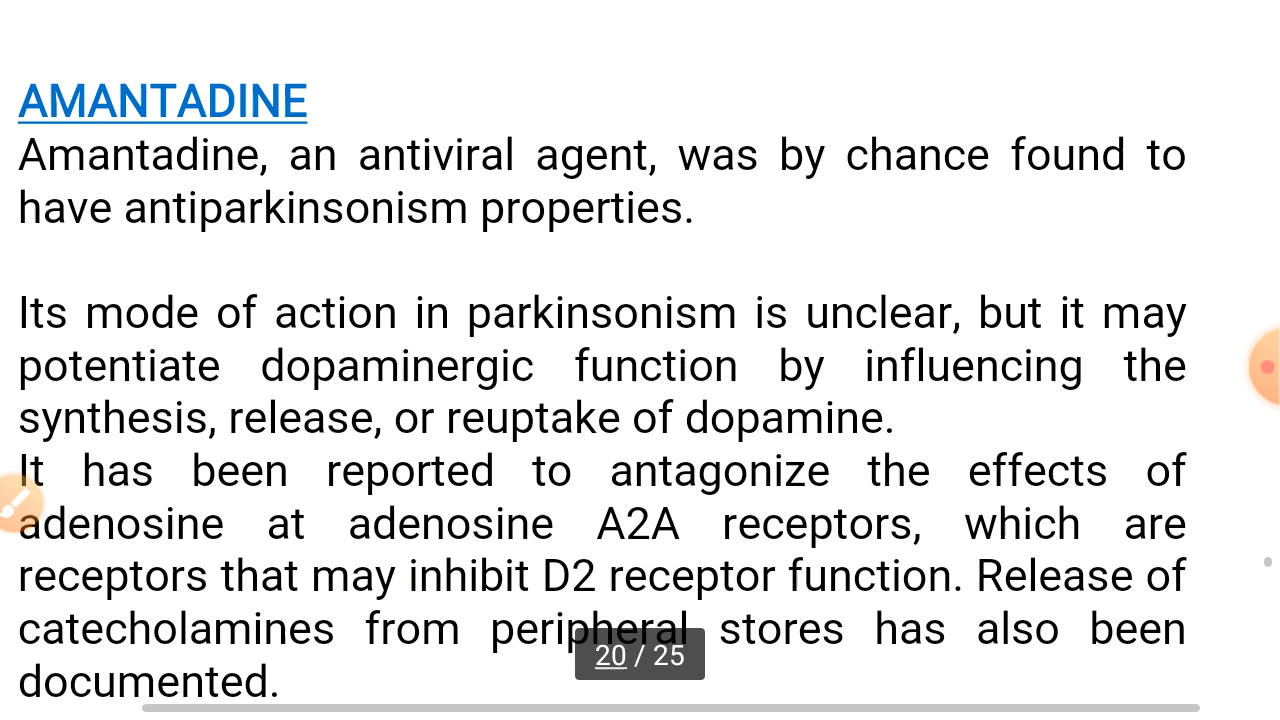 AMANTADINE
Amantadine, an antiviral agent, was by chance found to
have antiparkinsonism properties.
Its mode of action in parkinsonism is unclear, but it may
potentiate dopaminergic function by influencing the
synthesis, release, or reuptake of dopamine.
It has been reported to antagonize the effects of
adenosine at adenosine A2A receptors, which are
receptors that may inhibit D2 receptor function. Release of
catecholamines from peripheral stores has also been
documented.
20 / 25